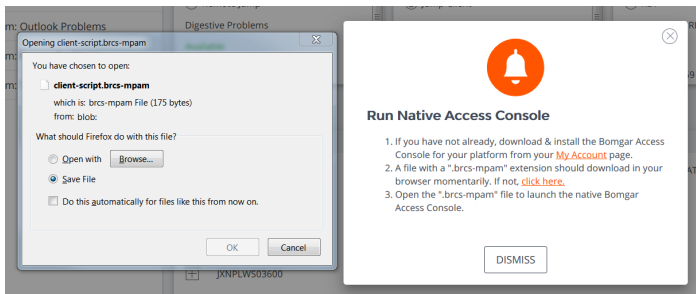 m: Outlook Problems
Digestive Problems
Opening client-script.brcs-mpam
You have chosen to open:
client-script.brcs-mpam
which is: brcs-mpam File (175 bytes)
from: blob:
What should Firefox do with this file?
Open with
Browse...
Save File
Do this automatically for files like this from now on.
OK
Cancel
JXNPLWS03600
Run Native Access Console
1. If you have not already, download & install the Bomgar Access
Console for your platform from your My Account page.
2. A file with a ".brcs-mpam" extension should download in your
browser momentarily. If not, click here.
3. Open the ".brcs-mpam" file to launch the native Bomgar
Access Console.
DISMISS